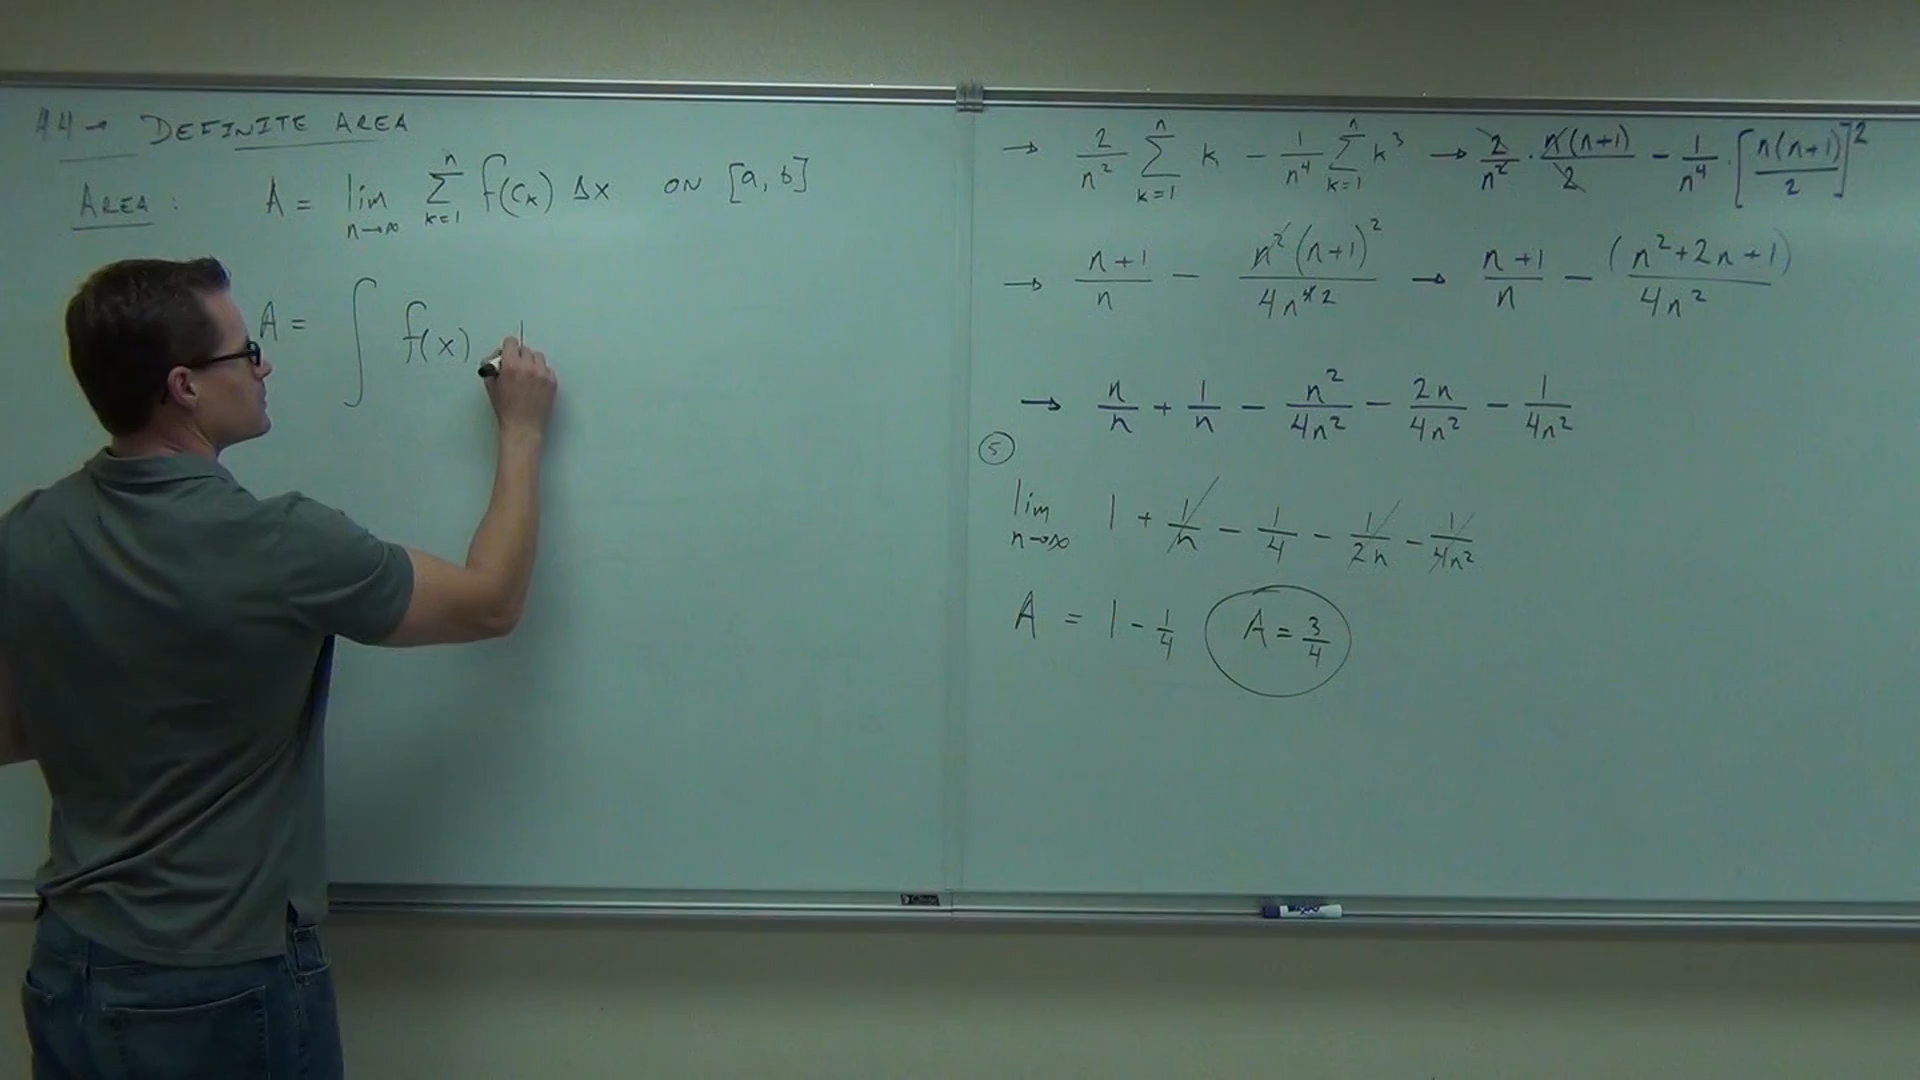 4.4 → DEFINITE AREA
AREA: A = lim n→∞ Σ k=1 n f(cₖ) Δx ON [a, b]
A = ∫ f(x)
→ 2/n² Σ k=1 n k − 1/n⁴ Σ k=1 n k³ → 2/n² · n(n+1)/2 − 1/n⁴ · [n(n+1)/2]²
→ n+1/n − n²(n+1)²/4n⁴2 → n+1/n − (n²+2n+1)/4n²
→ n/n + 1/n − n²/4n² − 2n/4n² − 1/4n²
⑤
lim n→∞ 1 + 1/n − 1/4 − 1/2n − 1/4n²
A = 1 − 1/4 A = 3/4